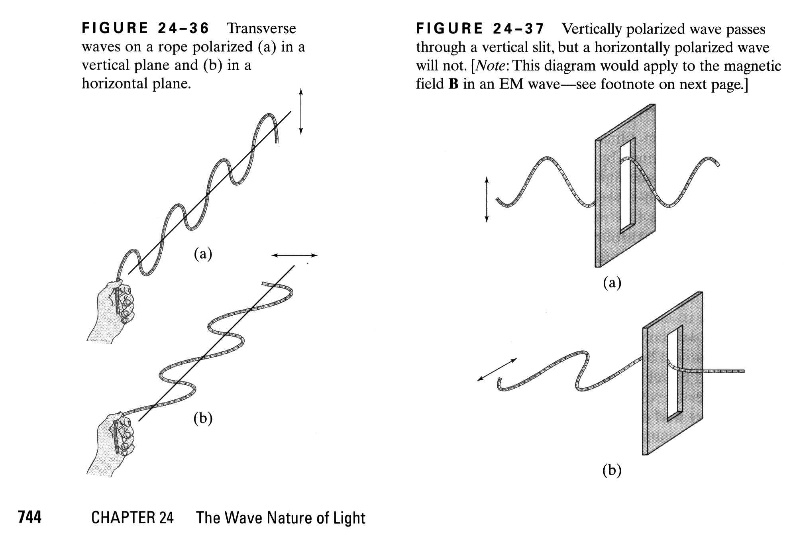 FIGURE 24–36 Transverse
waves on a rope polarized (a) in a
vertical plane and (b) in a
horizontal plane.
(a)
(b)
FIGURE 24–37 Vertically polarized wave passes
through a vertical slit, but a horizontally polarized wave
will not. [Note: This diagram would apply to the magnetic
field B in an EM wave—see footnote on next page.]
(a)
(b)
744 CHAPTER 24 The Wave Nature of Light